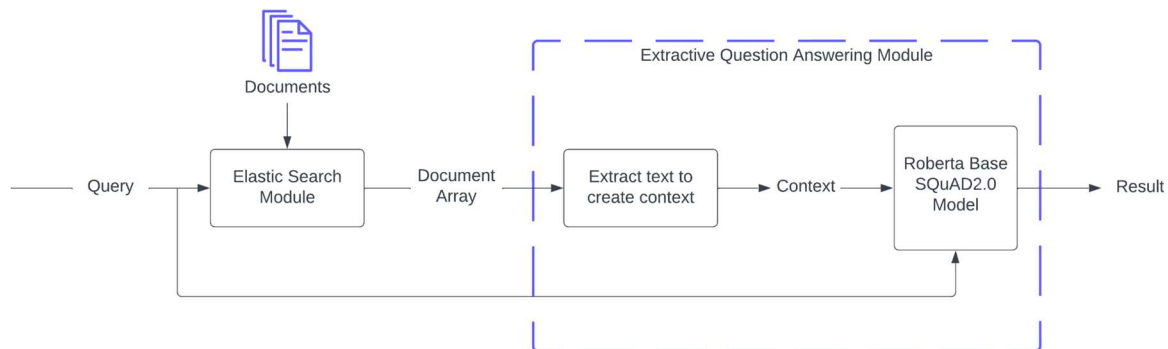 Extractive Question Answering Module
Documents
Query
Elastic Search
Module
Document
Array
Extract text to
create context
Context
Roberta Base
SQuAD2.0
Model
Result